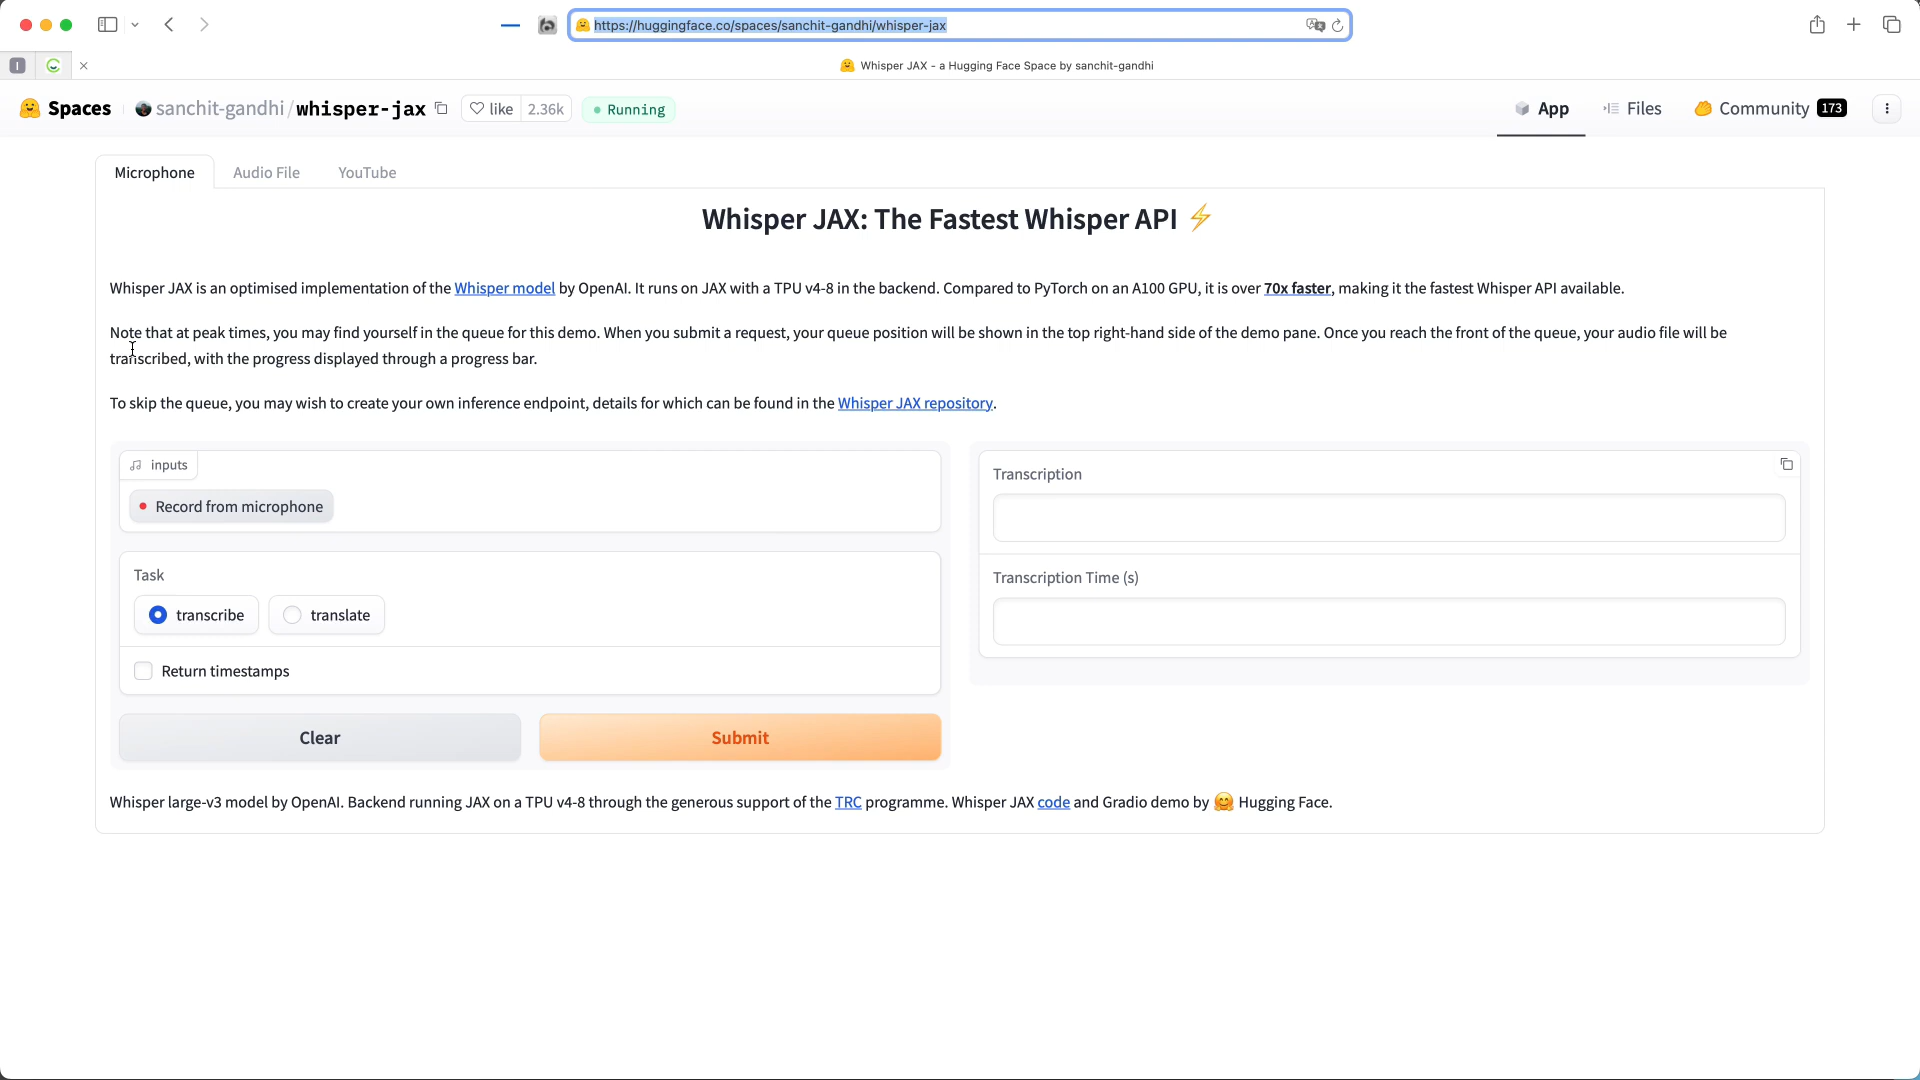 https://huggingface.co/spaces/sanchit-gandhi/whisper-jax
I
Whisper JAX - a Hugging Face Space by sanchit-gandhi
Spaces sanchit-gandhi/whisper-jax like 2.36k Running App Files Community 173
Microphone Audio File YouTube
Whisper JAX: The Fastest Whisper API ⚡
Whisper JAX is an optimised implementation of the Whisper model by OpenAI. It runs on JAX with a TPU v4-8 in the backend. Compared to PyTorch on an A100 GPU, it is over 70x faster, making it the fastest Whisper API available.
Note that at peak times, you may find yourself in the queue for this demo. When you submit a request, your queue position will be shown in the top right-hand side of the demo pane. Once you reach the front of the queue, your audio file will be
transcribed, with the progress displayed through a progress bar.
To skip the queue, you may wish to create your own inference endpoint, details for which can be found in the Whisper JAX repository.
inputs
Record from microphone
Task
transcribe translate
Return timestamps
Clear Submit
Transcription
Transcription Time (s)
Whisper large-v3 model by OpenAI. Backend running JAX on a TPU v4-8 through the generous support of the TRC programme. Whisper JAX code and Gradio demo by 🤗 Hugging Face.